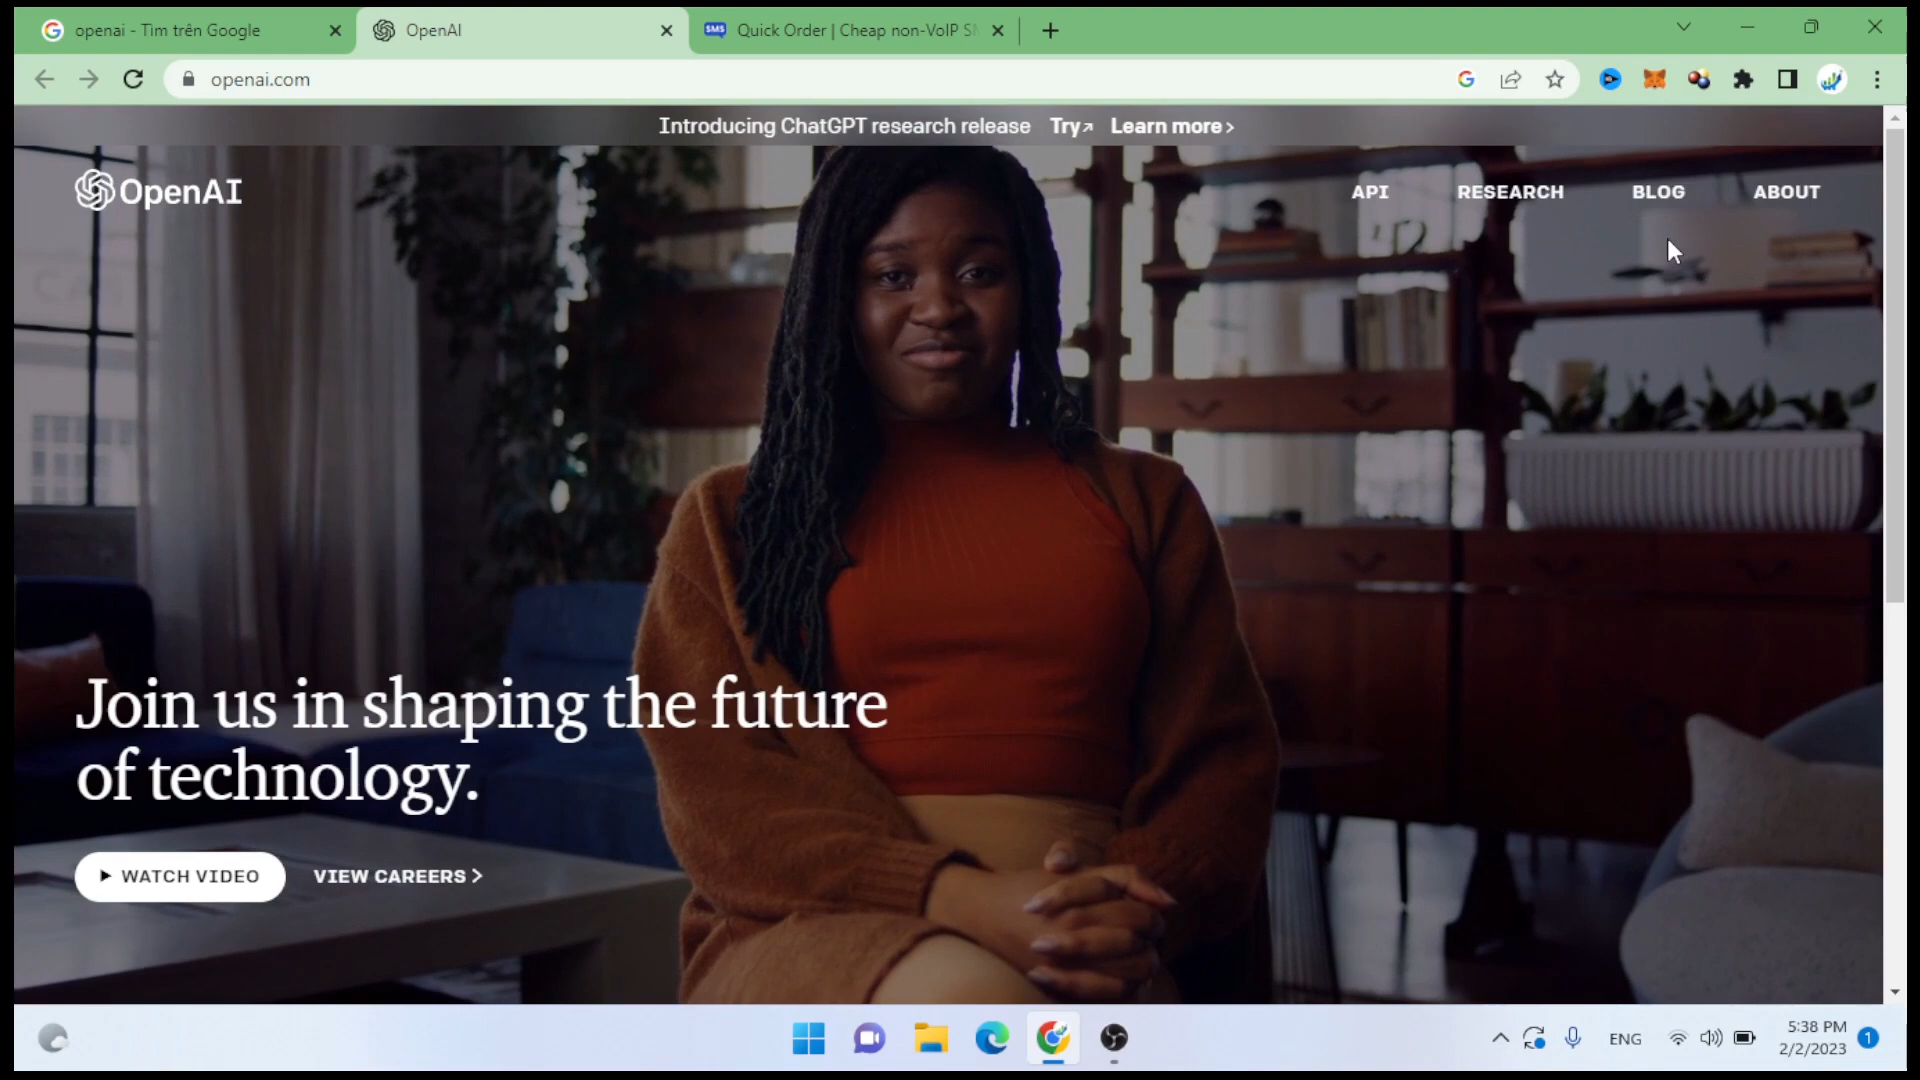 openai - Tìm trên Google
OpenAI
SMS
Quick Order | Cheap non-VoIP
openai.com
Introducing ChatGPT research release Try↗ Learn more ›
OpenAI
API RESEARCH BLOG ABOUT
Join us in shaping the future
of technology.
WATCH VIDEO VIEW CAREERS >
ENG
5:38 PM
2/2/2023
1